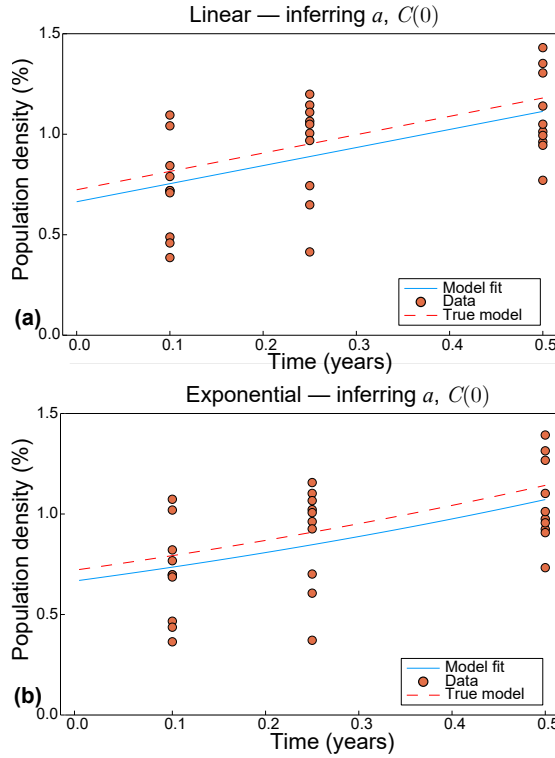 Linear — inferring a, C(0)
Population density (%)
1.5
1.0
0.5
0.0
(a)
Model fit
Data
True model
0.0 0.1 0.2 0.3 0.4 0.5
Time (years)
Exponential — inferring a, C(0)
Population density (%)
1.5
1.0
0.5
0.0
(b)
Model fit
Data
True model
0.0 0.1 0.2 0.3 0.4 0.5
Time (years)